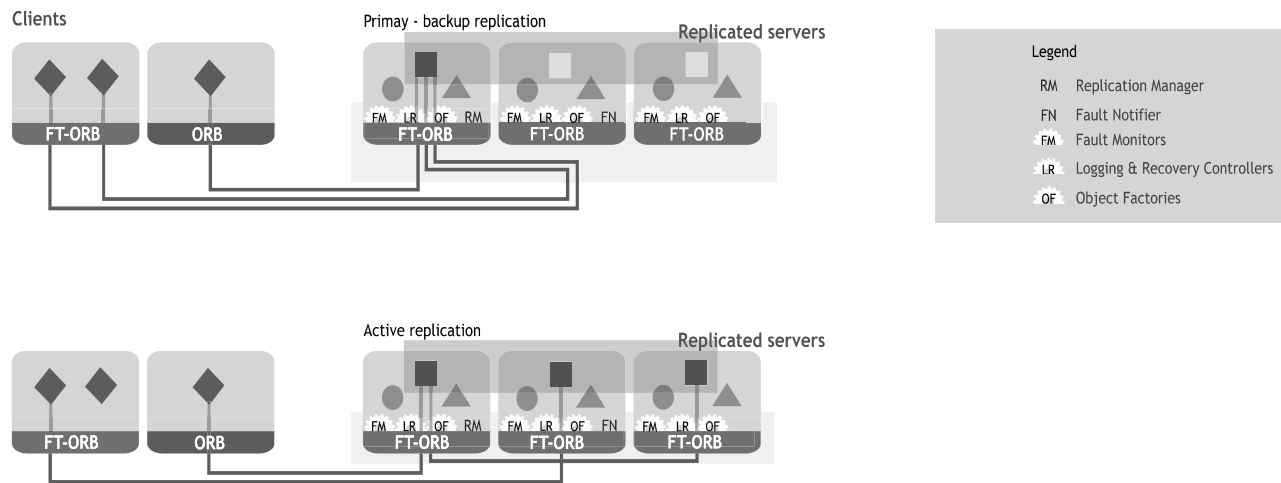 Clients
Primay - backup replication
Replicated servers
FM LR OF RM
FM LR OF FN
FM LR OF
FT-ORB
ORB
FT-ORB
FT-ORB
FT-ORB
Legend
RM Replication Manager
FN Fault Notifier
FM Fault Monitors
LR Logging & Recovery Controllers
OF Object Factories
Active replication
Replicated servers
FM LR OF RM
FM LR OF FN
FM LR OF
FT-ORB
ORB
FT-ORB
FT-ORB
FT-ORB